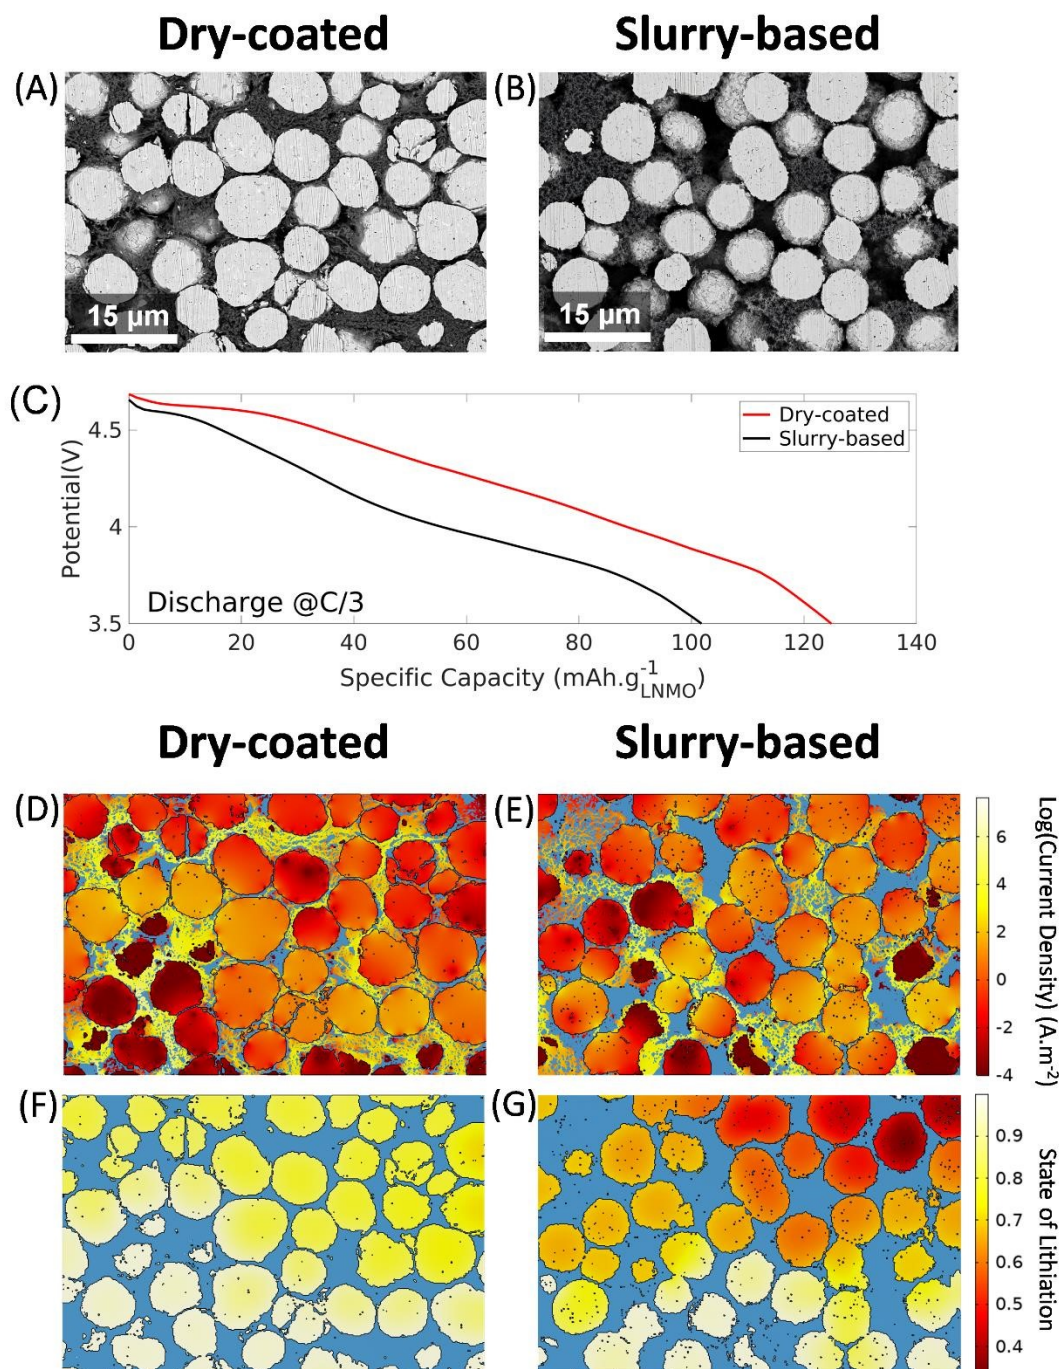 Dry-coated Slurry-based
(A) (B)
15 µm 15 µm
(C)
Potential(V)
4.5
4
3.5
Dry-coated
Slurry-based
Discharge @C/3
0 20 40 60 80 100 120 140
Specific Capacity (mAh.g⁻¹LNMO)
Dry-coated Slurry-based
(D) (E)
6
4
2
0
-2
-4
Log(Current Density) (A.m⁻²)
(F) (G)
0.9
0.8
0.7
0.6
0.5
0.4
State of Lithiation